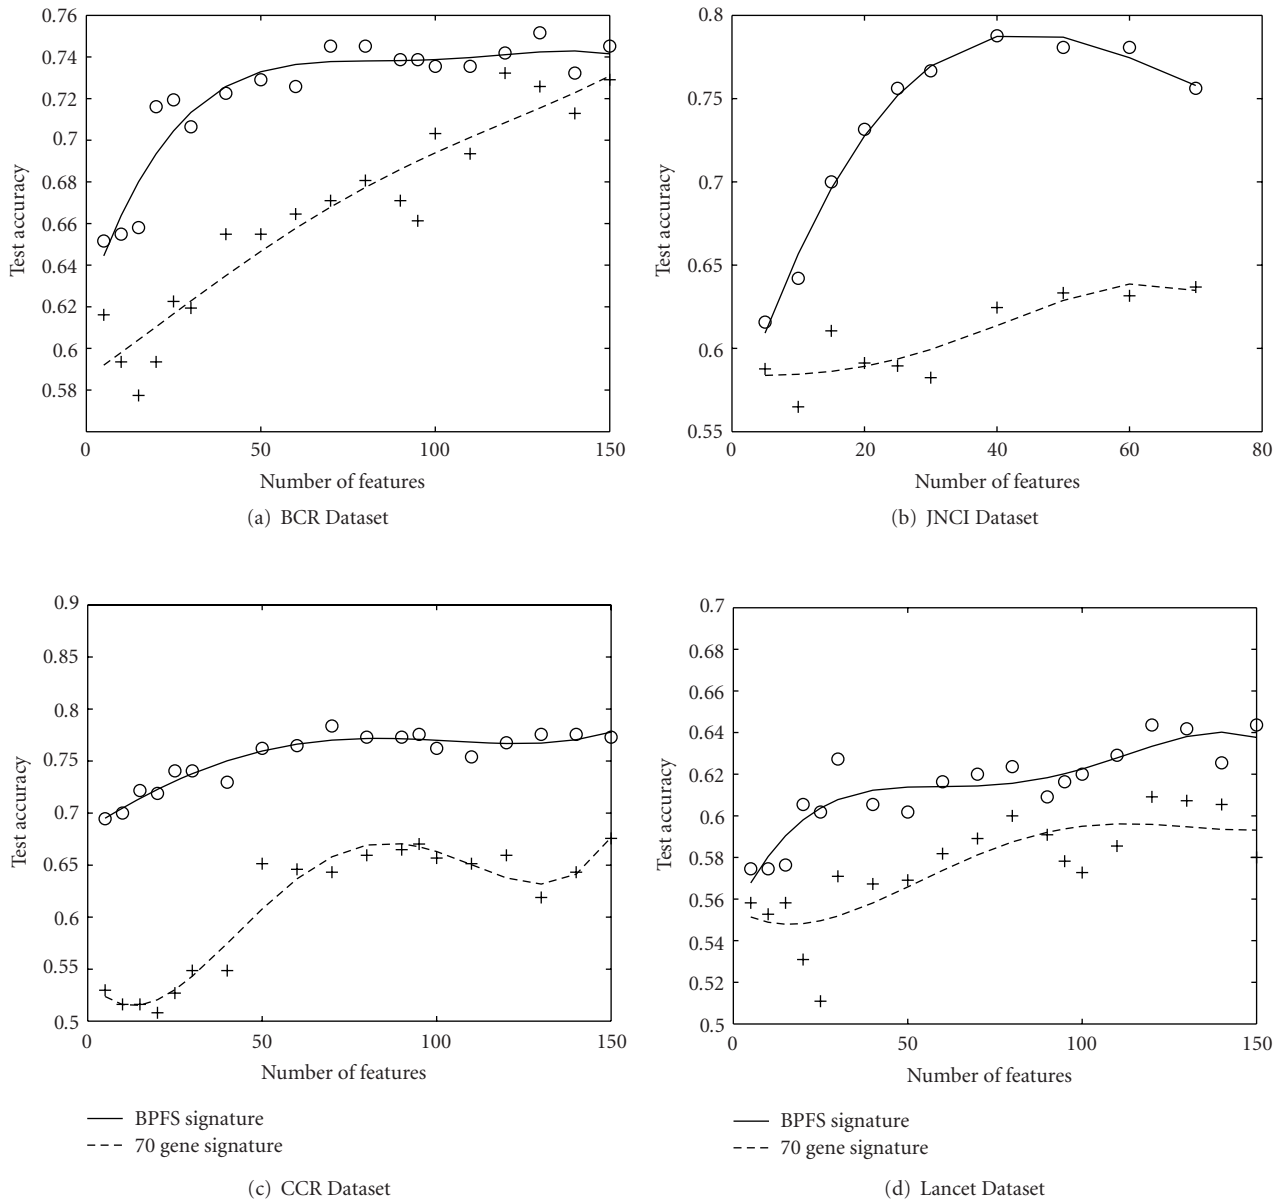 0.76
0.74
0.72
0.7
0.68
0.66
0.64
0.62
0.6
0.58
Test accuracy
0 50 100 150
Number of features
(a) BCR Dataset
0.8
0.75
0.7
0.65
0.6
0.55
Test accuracy
0 20 40 60 80
Number of features
(b) JNCI Dataset
0.9
0.85
0.8
0.75
0.7
0.65
0.6
0.55
0.5
Test accuracy
0 50 100 150
Number of features
BPFS signature
70 gene signature
(c) CCR Dataset
0.7
0.68
0.66
0.64
0.62
0.6
0.58
0.56
0.54
0.52
0.5
Test accuracy
0 50 100 150
Number of features
BPFS signature
70 gene signature
(d) Lancet Dataset